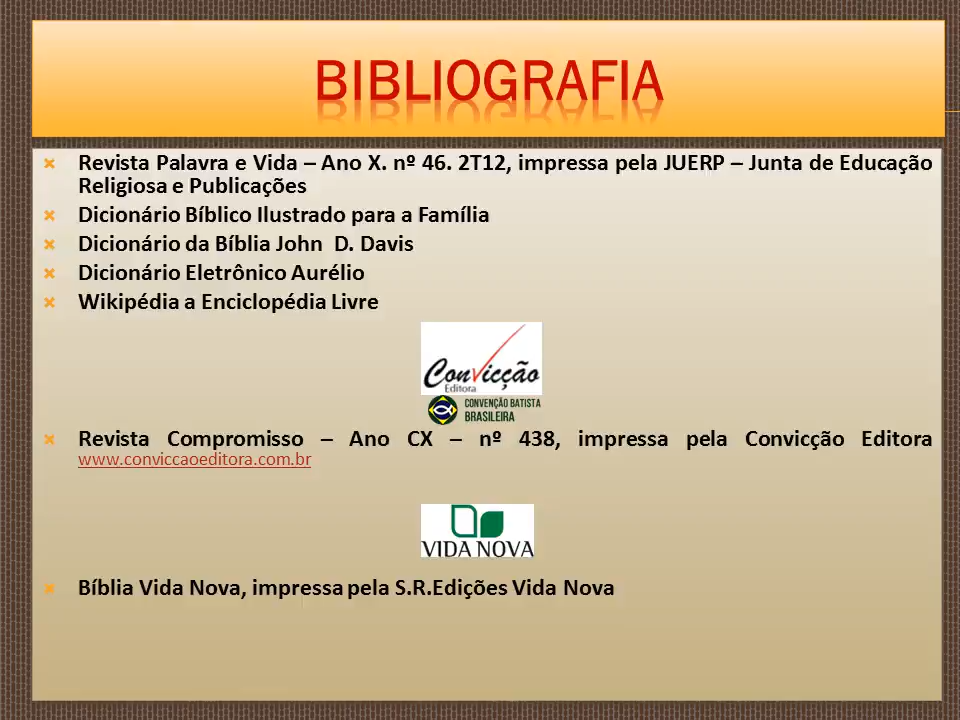 BIBLIOGRAFIA
Revista Palavra e Vida – Ano X. nº 46. 2T12, impressa pela JUERP – Junta de Educação
Religiosa e Publicações
Dicionário Bíblico Ilustrado para a Família
Dicionário da Bíblia John D. Davis
Dicionário Eletrônico Aurélio
Wikipédia a Enciclopédia Livre
Convicção
Editora
CONVENÇÃO BATISTA
BRASILEIRA
Revista Compromisso – Ano CX – nº 438, impressa pela Convicção Editora
www.conviccaoeditora.com.br
VIDA NOVA
Bíblia Vida Nova, impressa pela S.R.Edições Vida Nova